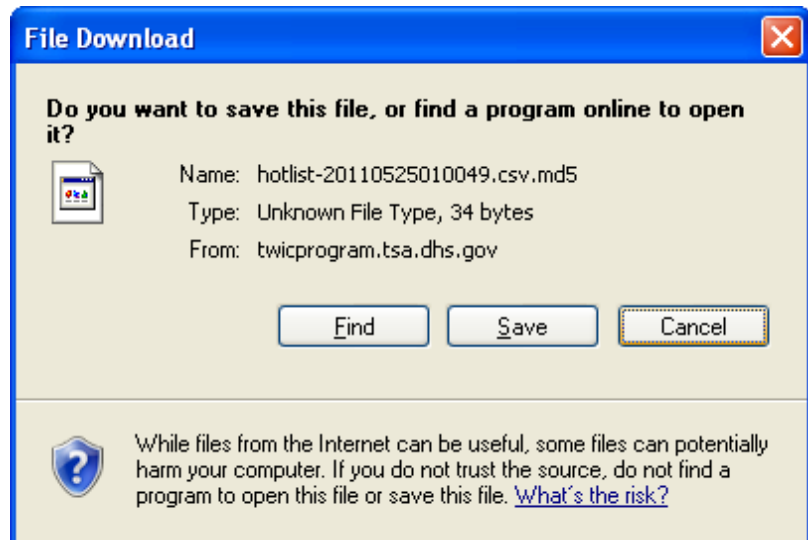 File Download
Do you want to save this file, or find a program online to open
it?
Name: hotlist-20110525010049.csv.md5
Type: Unknown File Type, 34 bytes
From: twicprogram.tsa.dhs.gov
Find Save Cancel
While files from the Internet can be useful, some files can potentially
harm your computer. If you do not trust the source, do not find a
program to open this file or save this file. What's the risk?